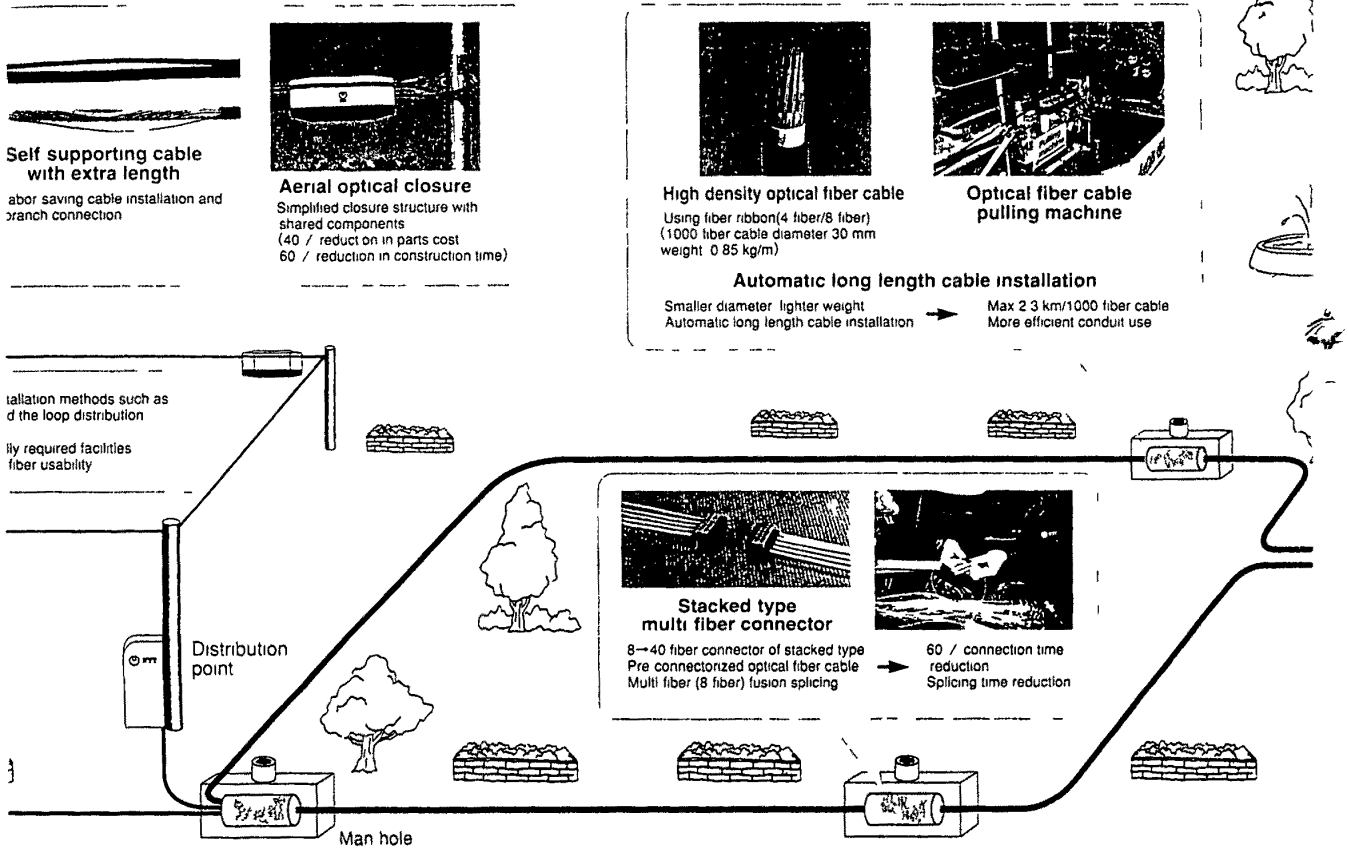 Self supporting cable
with extra length
abor saving cable installation and
branch connection
Aerial optical closure
Simplified closure structure with
shared components
(40 / reduct on in parts cost
60 / reduction in construction time)
High density optical fiber cable
Using fiber ribbon(4 fiber/8 fiber)
(1000 fiber cable diameter 30 mm
weight 0 85 kg/m)
Optical fiber cable
pulling machine
Automatic long length cable installation
Smaller diameter lighter weight
Automatic long length cable installation
→
Max 2 3 km/1000 fiber cable
More efficient conduit use
tallation methods such as
d the loop distribution
lly required facilities
fiber usability
Stacked type
multi fiber connector
8→40 fiber connector of stacked type
Pre connectorized optical fiber cable
Multi fiber (8 fiber) fusion splicing
→
60 / connection time
reduction
Splicing time reduction
Distribution
point
Man hole